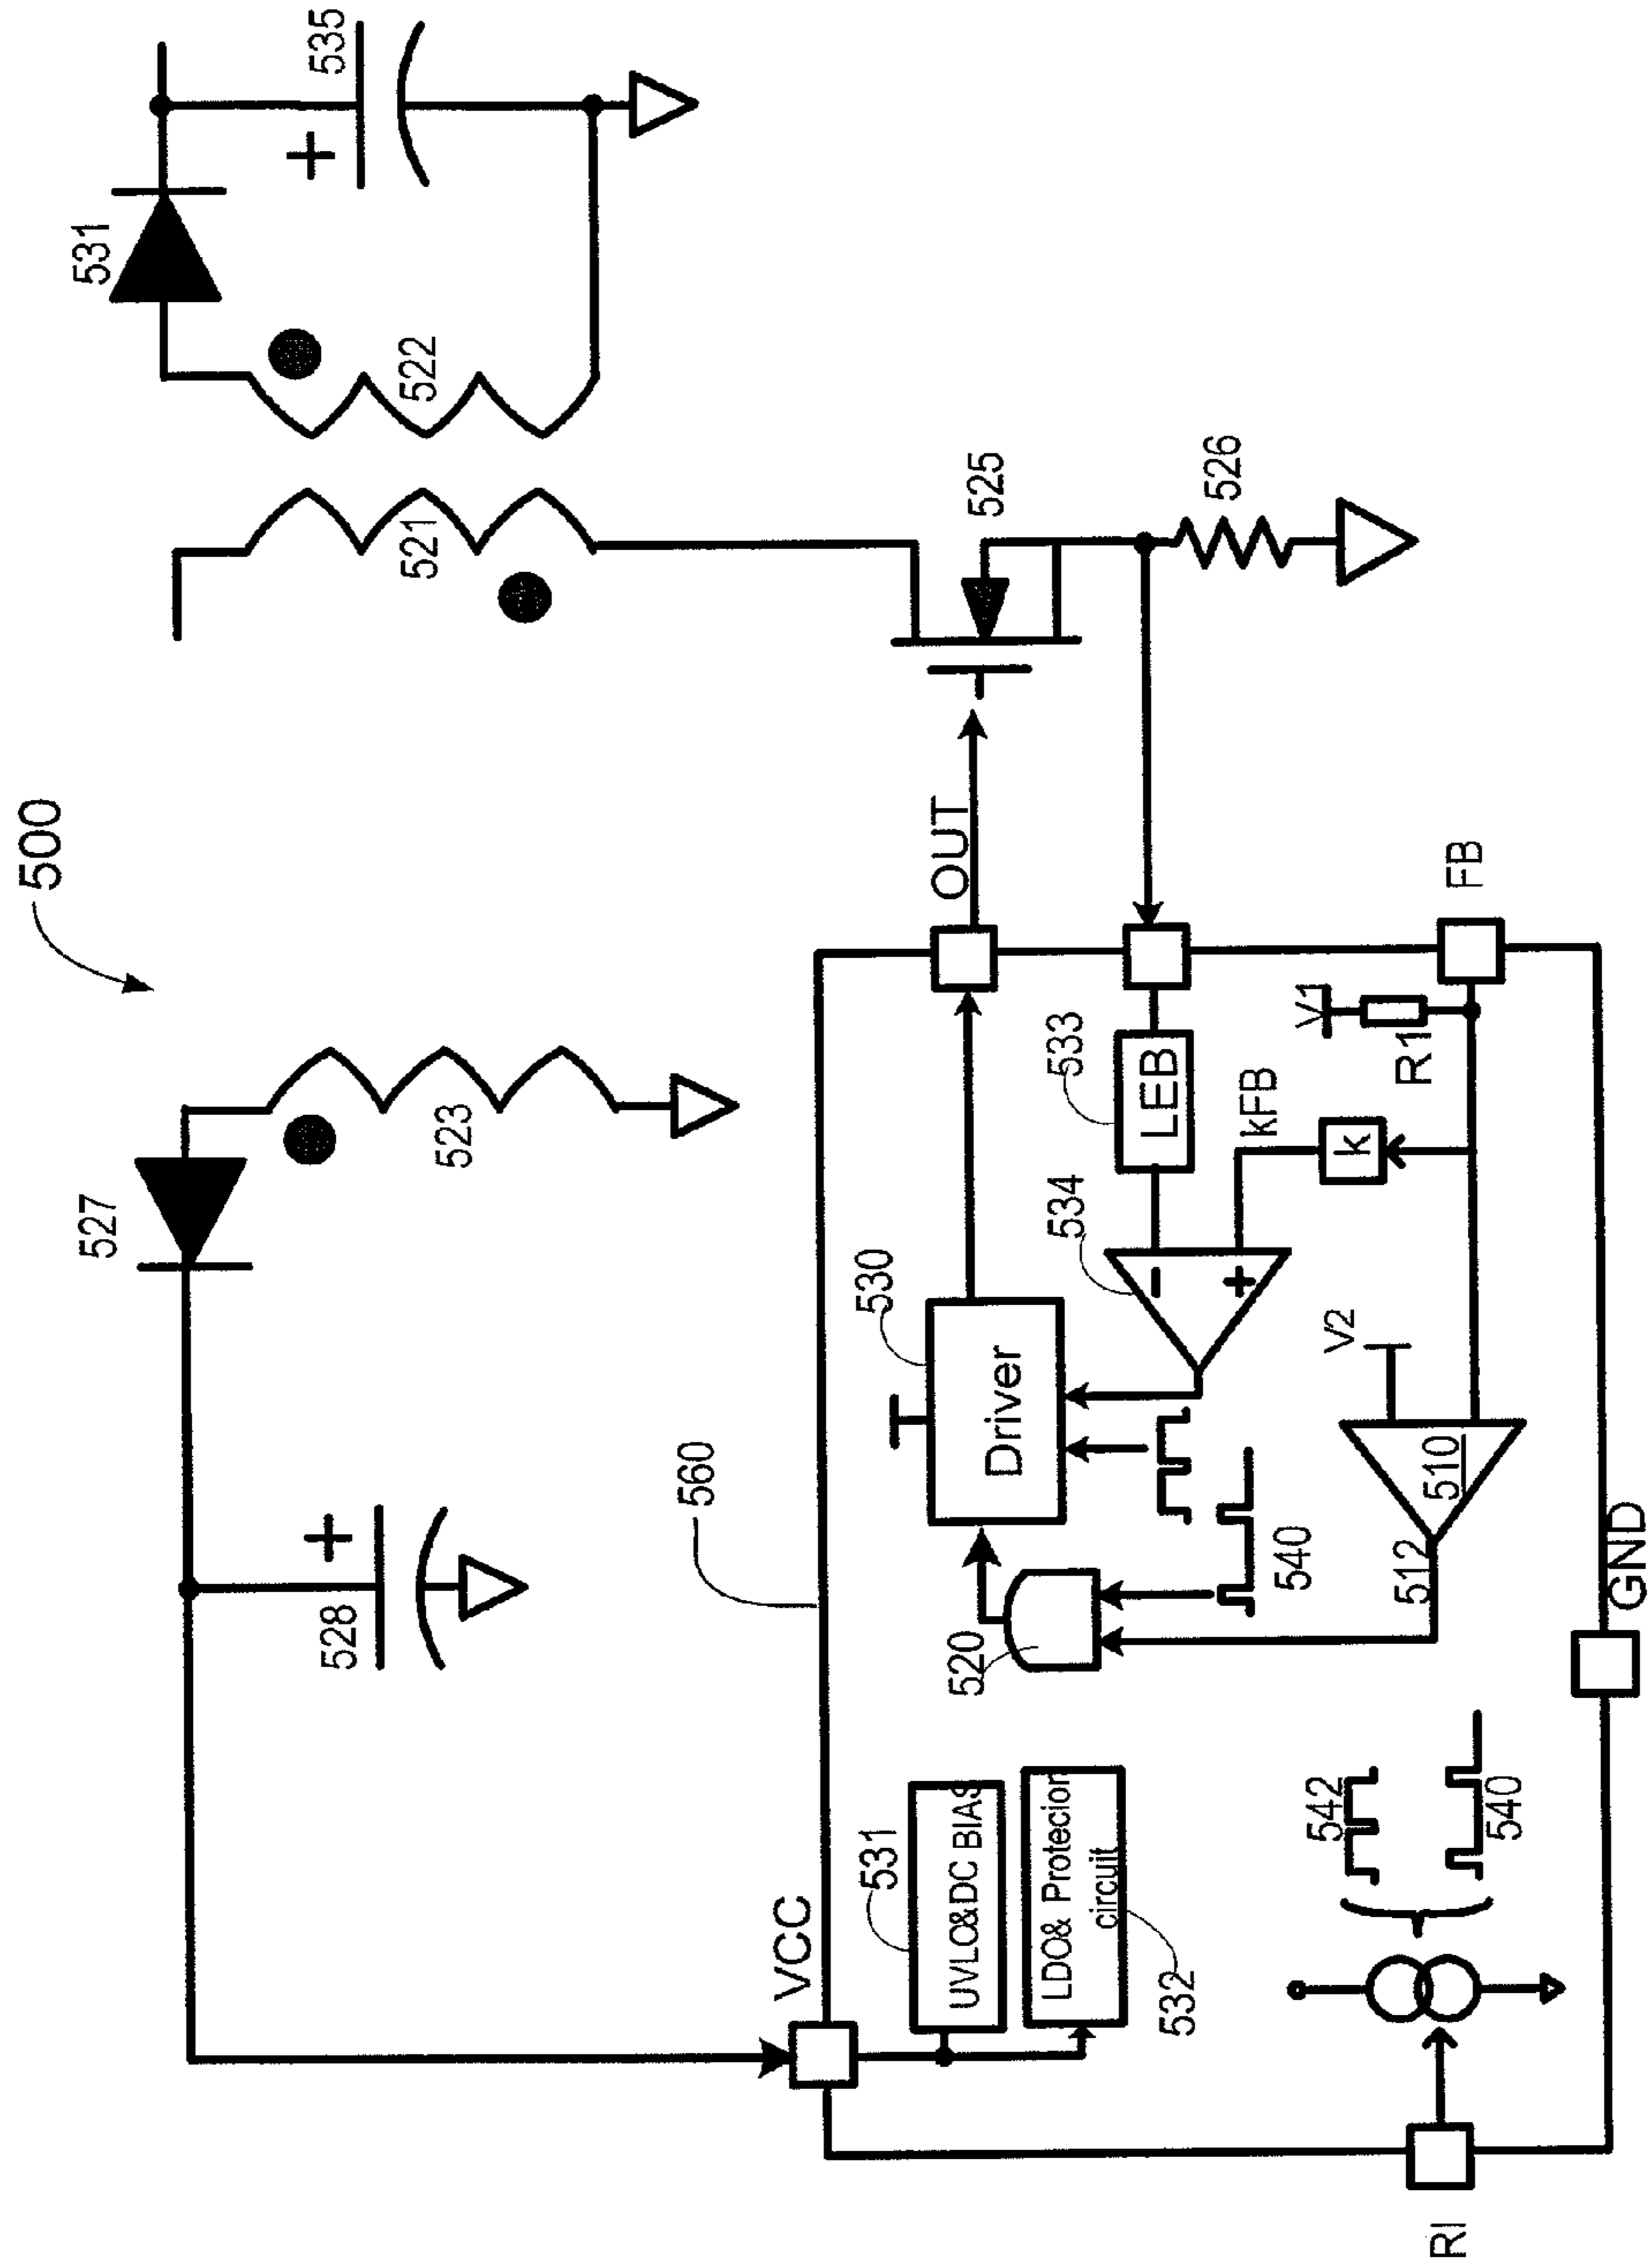 500
527
523
528
+
531
522
535
+
521
525
526
560
VCC
OUT
531
UVLO&DC BIAS
LDO& Protecion
circuit
532
530
Driver
520
540
534
-
+
533
LEB
kFB
k
V1
R1
FB
V2
510
512
542
540
RI
GND